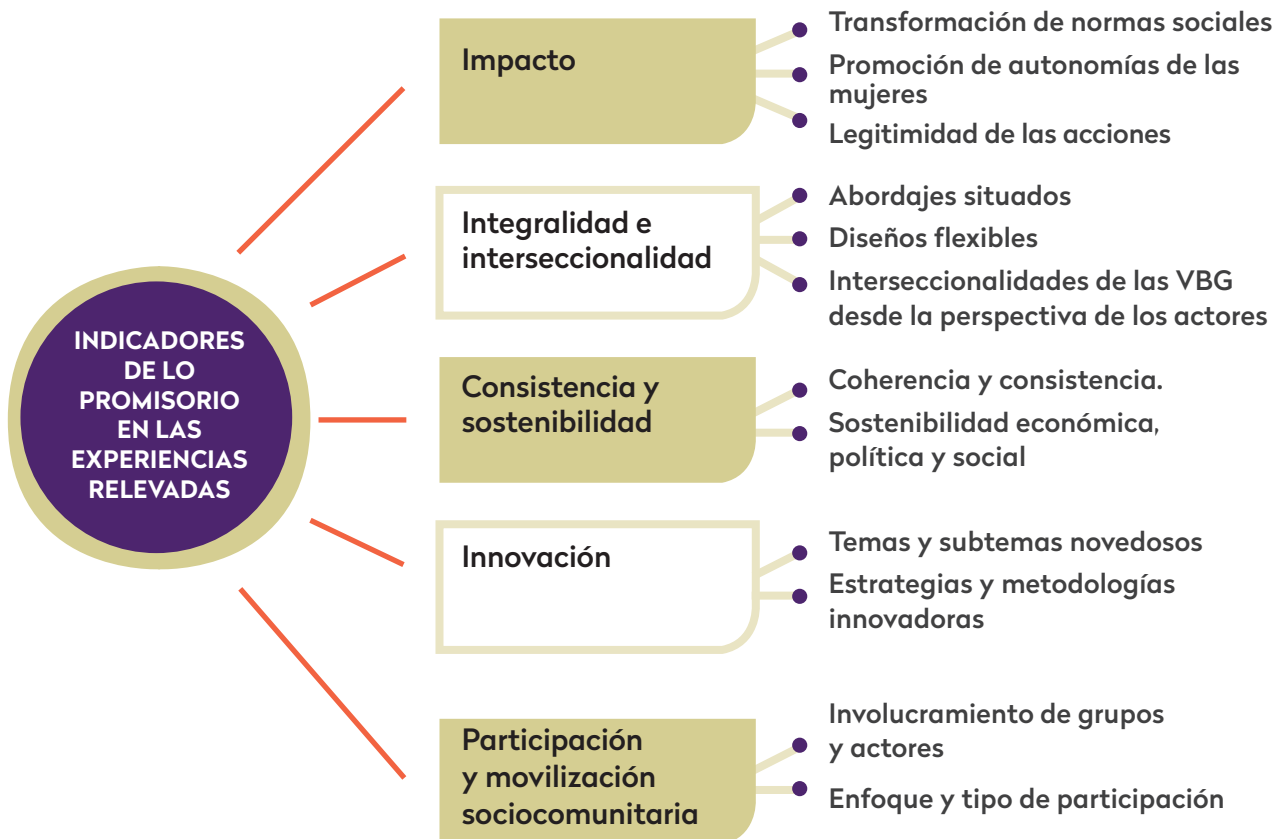 INDICADORES
DE LO
PROMISORIO
EN LAS
EXPERIENCIAS
RELEVADAS
Impacto
Transformación de normas sociales
Promoción de autonomías de las
mujeres
Legitimidad de las acciones
Integralidad e
interseccionalidad
Abordajes situados
Diseños flexibles
Interseccionalidades de las VBG
desde la perspectiva de los actores
Consistencia y
sostenibilidad
Coherencia y consistencia.
Sostenibilidad económica,
política y social
Innovación
Temas y subtemas novedosos
Estrategias y metodologías
innovadoras
Participación
y movilización
sociocomunitaria
Involucramiento de grupos
y actores
Enfoque y tipo de participación